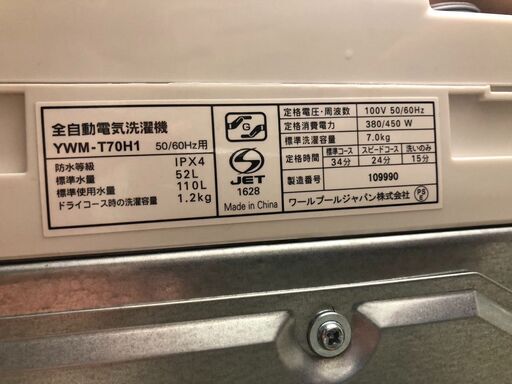 全自動電気洗濯機
YWM-T70H1 50/60Hz用
防水等級 IPX4
標準水量 52L
標準使用水量 110L
ドライコース時の洗濯容量 1.2kg
G
S
JET
1628
Made in China
定格電圧・周波数 100V 50/60Hz
定格消費電力 380/450 W
標準洗濯容量 7.0kg
定格時間 標準コース スピードコース 洗いのみ
34分 24分 15分
製造番号 109990
ワールプールジャパン株式会社
PS
E